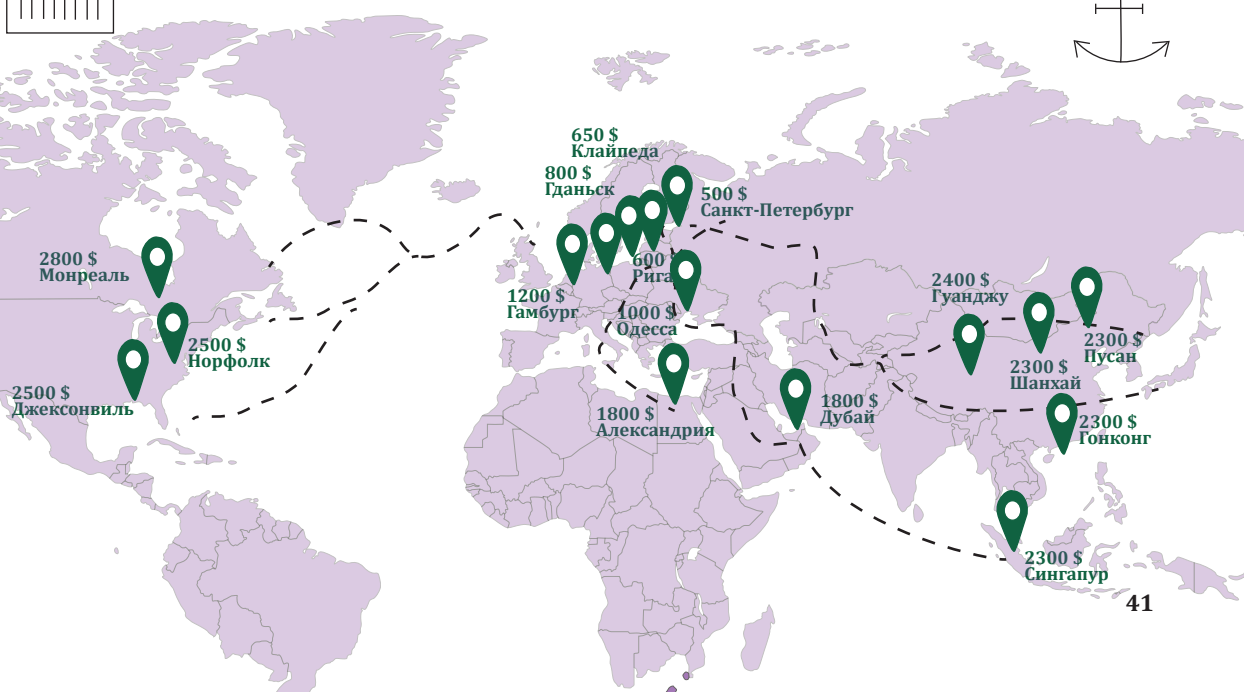 650 $
Клайпеда
800 $
Гданьск
500 $
Санкт-Петербург
2800 $
Монреаль
600
Рига
2400 $
Гуанджу
1200 $
Гамбург
1000 $
Одесса
2500 $
Норфолк
2300 $
Пусан
2300 $
Шанхай
2500 $
Джексонвиль
1800 $
Александрия
1800 $
Дубай
2300 $
Гонконг
2300 $
Сингапур
41